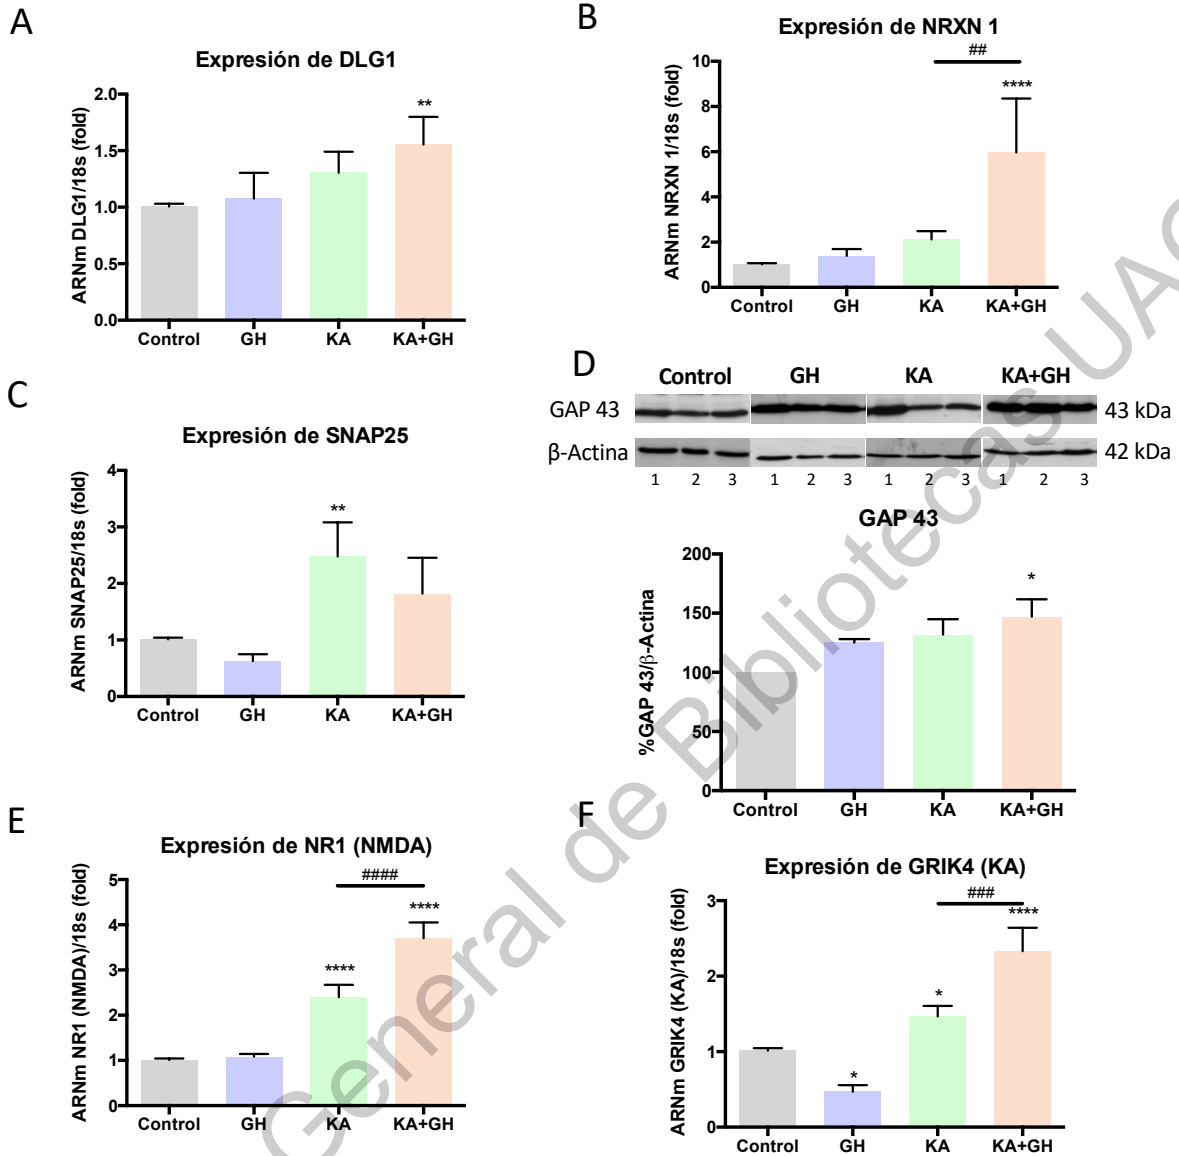 A
Expresión de DLG1
ARNm DLG1/18s (fold)
2.0
1.5
1.0
0.5
0.0
**
Control GH KA KA+GH
B
Expresión de NRXN 1
ARNm NRXN 1/18s (fold)
10
8
6
4
2
0
##
****
Control GH KA KA+GH
C
Expresión de SNAP25
ARNm SNAP25/18s (fold)
4
3
2
1
0
**
Control GH KA KA+GH
D
Control GH KA KA+GH
GAP 43 43 kDa
β-Actina 42 kDa
1 2 3 1 2 3 1 2 3 1 2 3
GAP 43
%GAP 43/β-Actina
200
150
100
50
0
*
Control GH KA KA+GH
E
Expresión de NR1 (NMDA)
ARNm NR1 (NMDA)/18s (fold)
5
4
3
2
1
0
####
****
****
Control GH KA KA+GH
F
Expresión de GRIK4 (KA)
ARNm GRIK4 (KA)/18s (fold)
3
2
1
0
###
****
*
*
Control GH KA KA+GH
General de Bibliotecas